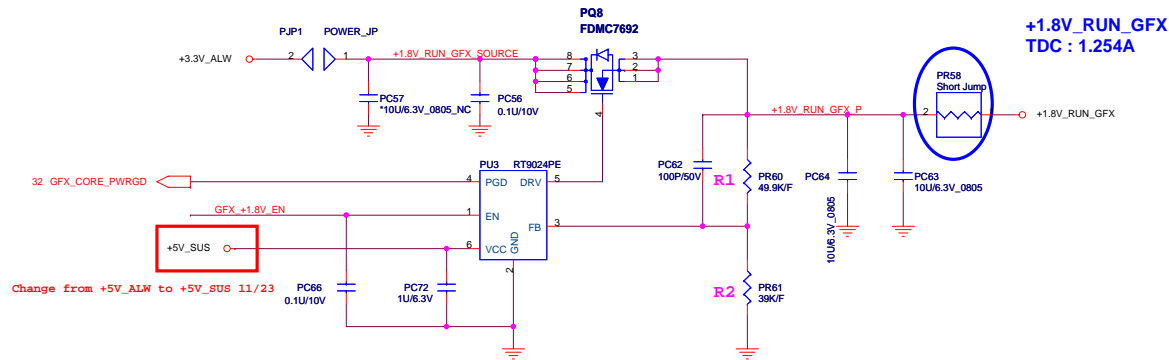 PQ8
FDMC7692
+1.8V_RUN_GFX
TDC : 1.254A
PJP1 POWER_JP
+3.3V_ALW 2 1 +1.8V_RUN_GFX_SOURCE
8
7
6
5
3
2
1
4
PC57
*10U/6.3V_0805_NC
PC56
0.1U/10V
PR58
Short Jump
+1.8V_RUN_GFX_P 2 1 +1.8V_RUN_GFX
PU3 RT9024PE
32 GFX_CORE_PWRGD 4 PGD DRV 5
GFX_+1.8V_EN 1 EN
FB 3
+5V_SUS 6 VCC GND
2
PC62
100P/50V
R1
PR60
49.9K/F
PC64
10U/6.3V_0805
PC63
10U/6.3V_0805
Change from +5V_ALW to +5V_SUS 11/23
PC66
0.1U/10V
PC72
1U/6.3V
R2
PR61
39K/F